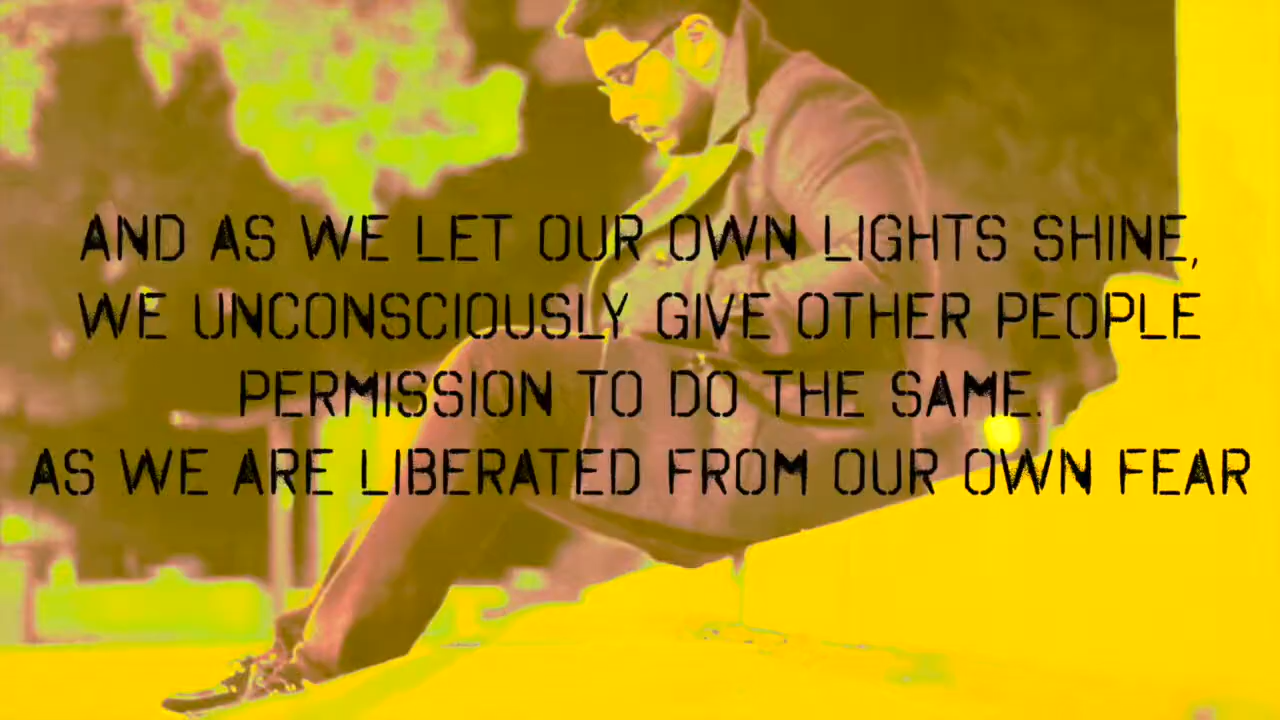 AND AS WE LET OUR OWN LIGHTS SHINE,
WE UNCONSCIOUSLY GIVE OTHER PEOPLE
PERMISSION TO DO THE SAME.
AS WE ARE LIBERATED FROM OUR OWN FEAR